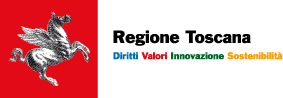 Regione Toscana
Diritti Valori Innovazione Sostenibilità